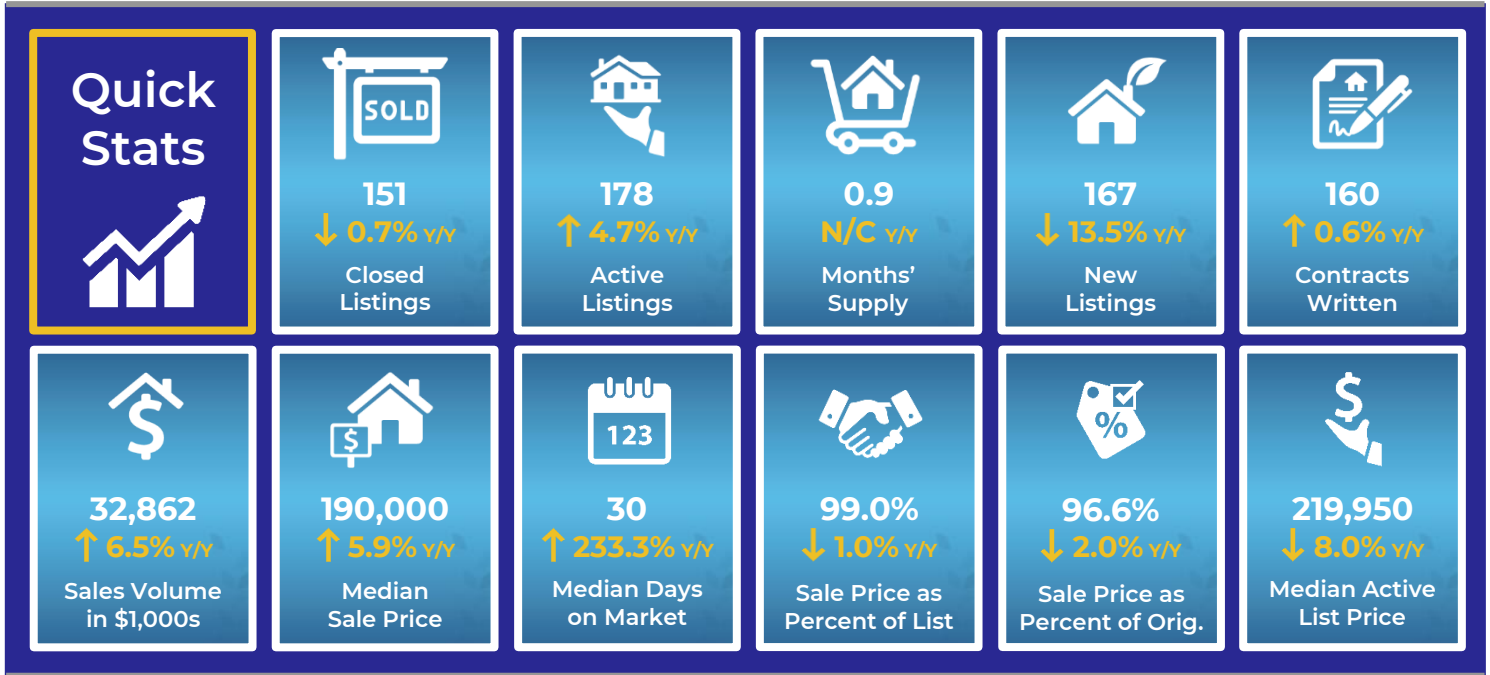 Quick
Stats
SOLD
151
↓ 0.7% Y/Y
Closed
Listings
178
↑ 4.7% Y/Y
Active
Listings
0.9
N/C Y/Y
Months’
Supply
167
↓ 13.5% Y/Y
New
Listings
160
↑ 0.6% Y/Y
Contracts
Written
$
32,862
↑ 6.5% Y/Y
Sales Volume
in $1,000s
$
190,000
↑ 5.9% Y/Y
Median
Sale Price
123
30
↑ 233.3% Y/Y
Median Days
on Market
99.0%
↓ 1.0% Y/Y
Sale Price as
Percent of List
%
96.6%
↓ 2.0% Y/Y
Sale Price as
Percent of Orig.
$
219,950
↓ 8.0% Y/Y
Median Active
List Price